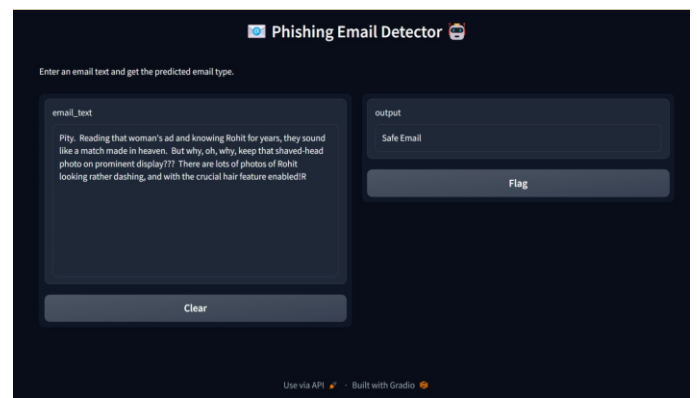 Phishing Email Detector
Enter an email text and get the predicted email type.
email_text
Pity.  Reading that woman's ad and knowing Rohit for years, they sound
like a match made in heaven.  But why, oh, why, keep that shaved-head
photo on prominent display???  There are lots of photos of Rohit
looking rather dashing, and with the crucial hair feature enabled!R
Clear
output
Safe Email
Flag
Use via API · Built with Gradio